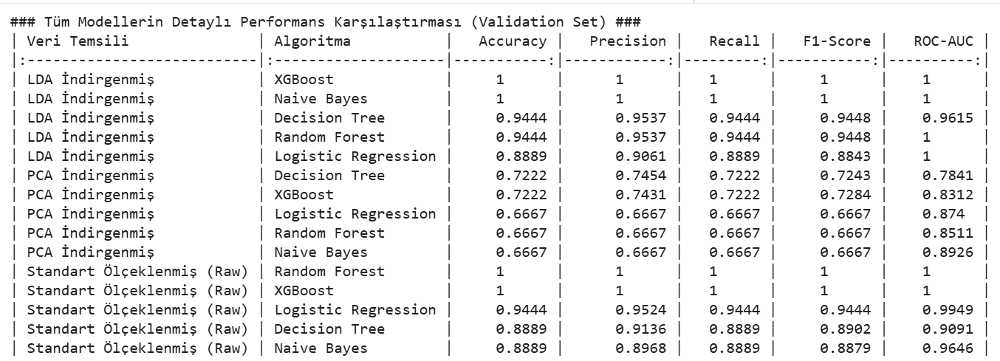 ### Tüm Modellerin Detaylı Performans Karşılaştırması (Validation Set) ###
| Veri Temsili | Algoritma | Accuracy | Precision | Recall | F1-Score | ROC-AUC |
|:---------------------------|:--------------------|-----------:|------------:|---------:|-----------:|----------:|
| LDA İndirgenmiş | XGBoost | 1 | 1 | 1 | 1 | 1 |
| LDA İndirgenmiş | Naive Bayes | 1 | 1 | 1 | 1 | 1 |
| LDA İndirgenmiş | Decision Tree | 0.9444 | 0.9537 | 0.9444 | 0.9448 | 0.9615 |
| LDA İndirgenmiş | Random Forest | 0.9444 | 0.9537 | 0.9444 | 0.9448 | 1 |
| LDA İndirgenmiş | Logistic Regression | 0.8889 | 0.9061 | 0.8889 | 0.8843 | 1 |
| PCA İndirgenmiş | Decision Tree | 0.7222 | 0.7454 | 0.7222 | 0.7243 | 0.7841 |
| PCA İndirgenmiş | XGBoost | 0.7222 | 0.7431 | 0.7222 | 0.7284 | 0.8312 |
| PCA İndirgenmiş | Logistic Regression | 0.6667 | 0.6667 | 0.6667 | 0.6667 | 0.874 |
| PCA İndirgenmiş | Random Forest | 0.6667 | 0.6667 | 0.6667 | 0.6667 | 0.8511 |
| PCA İndirgenmiş | Naive Bayes | 0.6667 | 0.6667 | 0.6667 | 0.6667 | 0.8926 |
| Standart Ölçeklenmiş (Raw) | Random Forest | 1 | 1 | 1 | 1 | 1 |
| Standart Ölçeklenmiş (Raw) | XGBoost | 1 | 1 | 1 | 1 | 1 |
| Standart Ölçeklenmiş (Raw) | Logistic Regression | 0.9444 | 0.9524 | 0.9444 | 0.9444 | 0.9949 |
| Standart Ölçeklenmiş (Raw) | Decision Tree | 0.8889 | 0.9136 | 0.8889 | 0.8902 | 0.9091 |
| Standart Ölçeklenmiş (Raw) | Naive Bayes | 0.8889 | 0.8968 | 0.8889 | 0.8879 | 0.9646 |